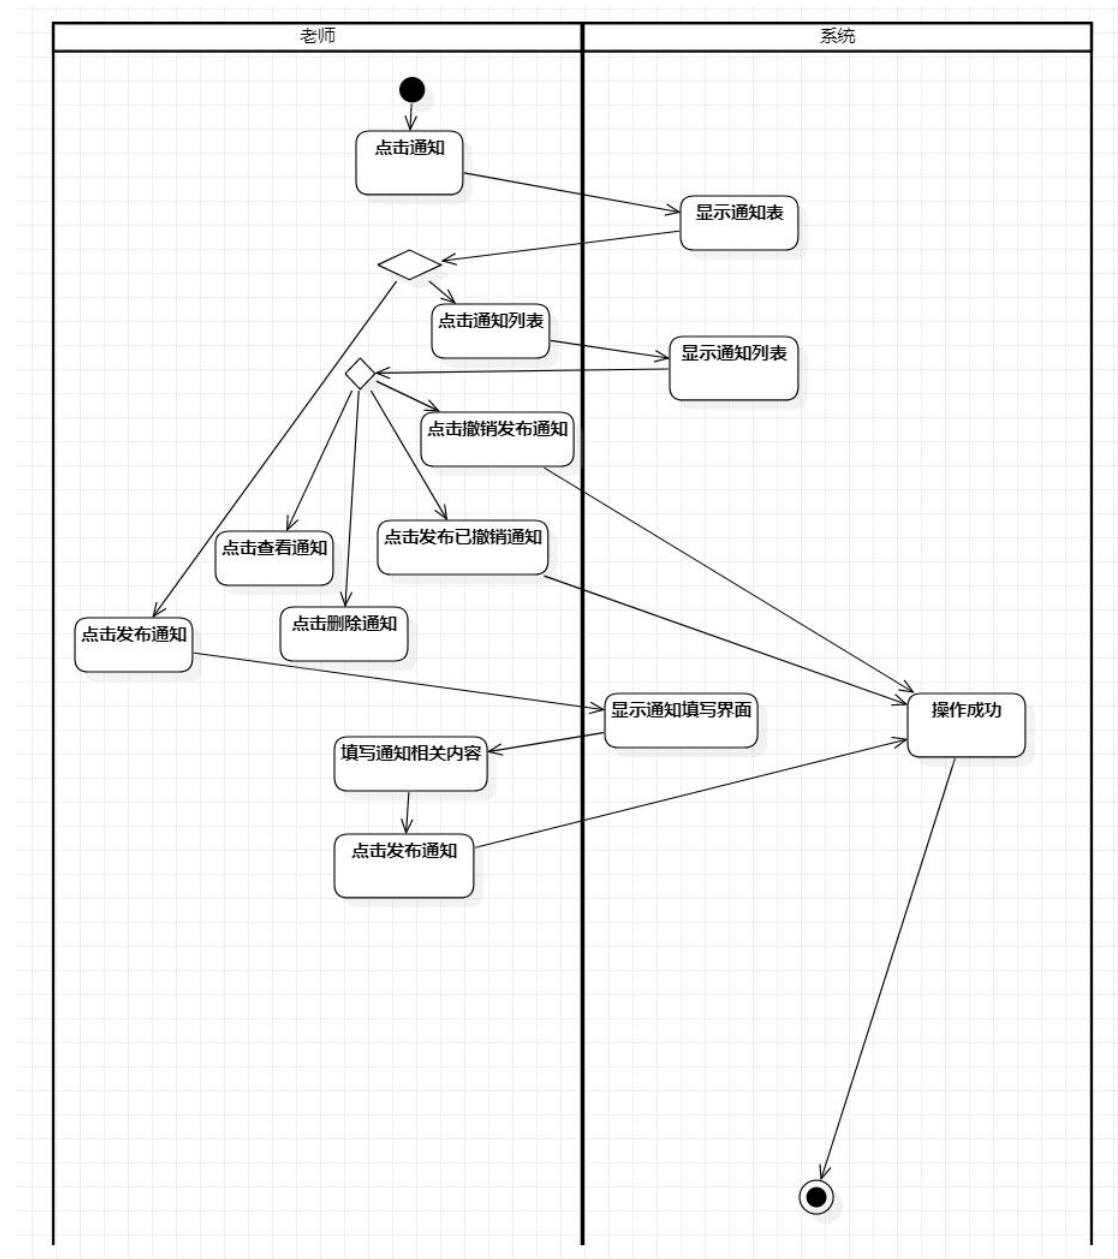 老师
系统
点击通知
显示通知表
点击通知列表
显示通知列表
点击撤销发布通知
点击发布已撤销通知
点击查看通知
点击删除通知
点击发布通知
显示通知填写界面
操作成功
填写通知相关内容
点击发布通知